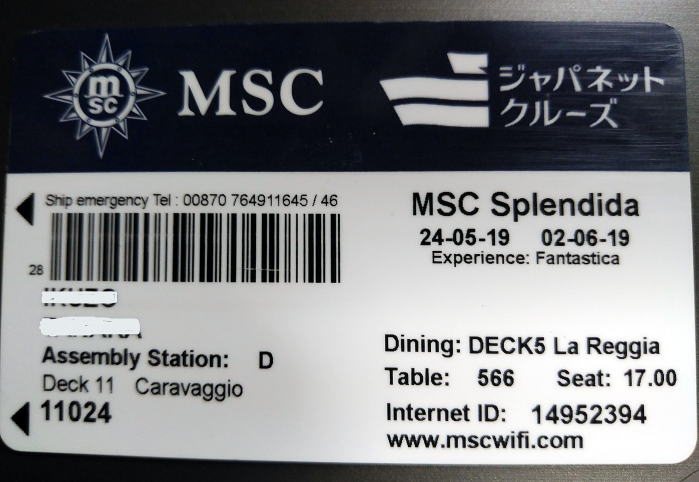 MSC
MSC
ジャパネット
クルーズ
Ship emergency Tel : 00870 764911645 / 46
28
MSC Splendida
24-05-19 02-06-19
Experience: Fantastica
Assembly Station: D
Deck 11 Caravaggio
11024
Dining: DECK5 La Reggia
Table: 566 Seat: 17.00
Internet ID: 14952394
www.mscwifi.com